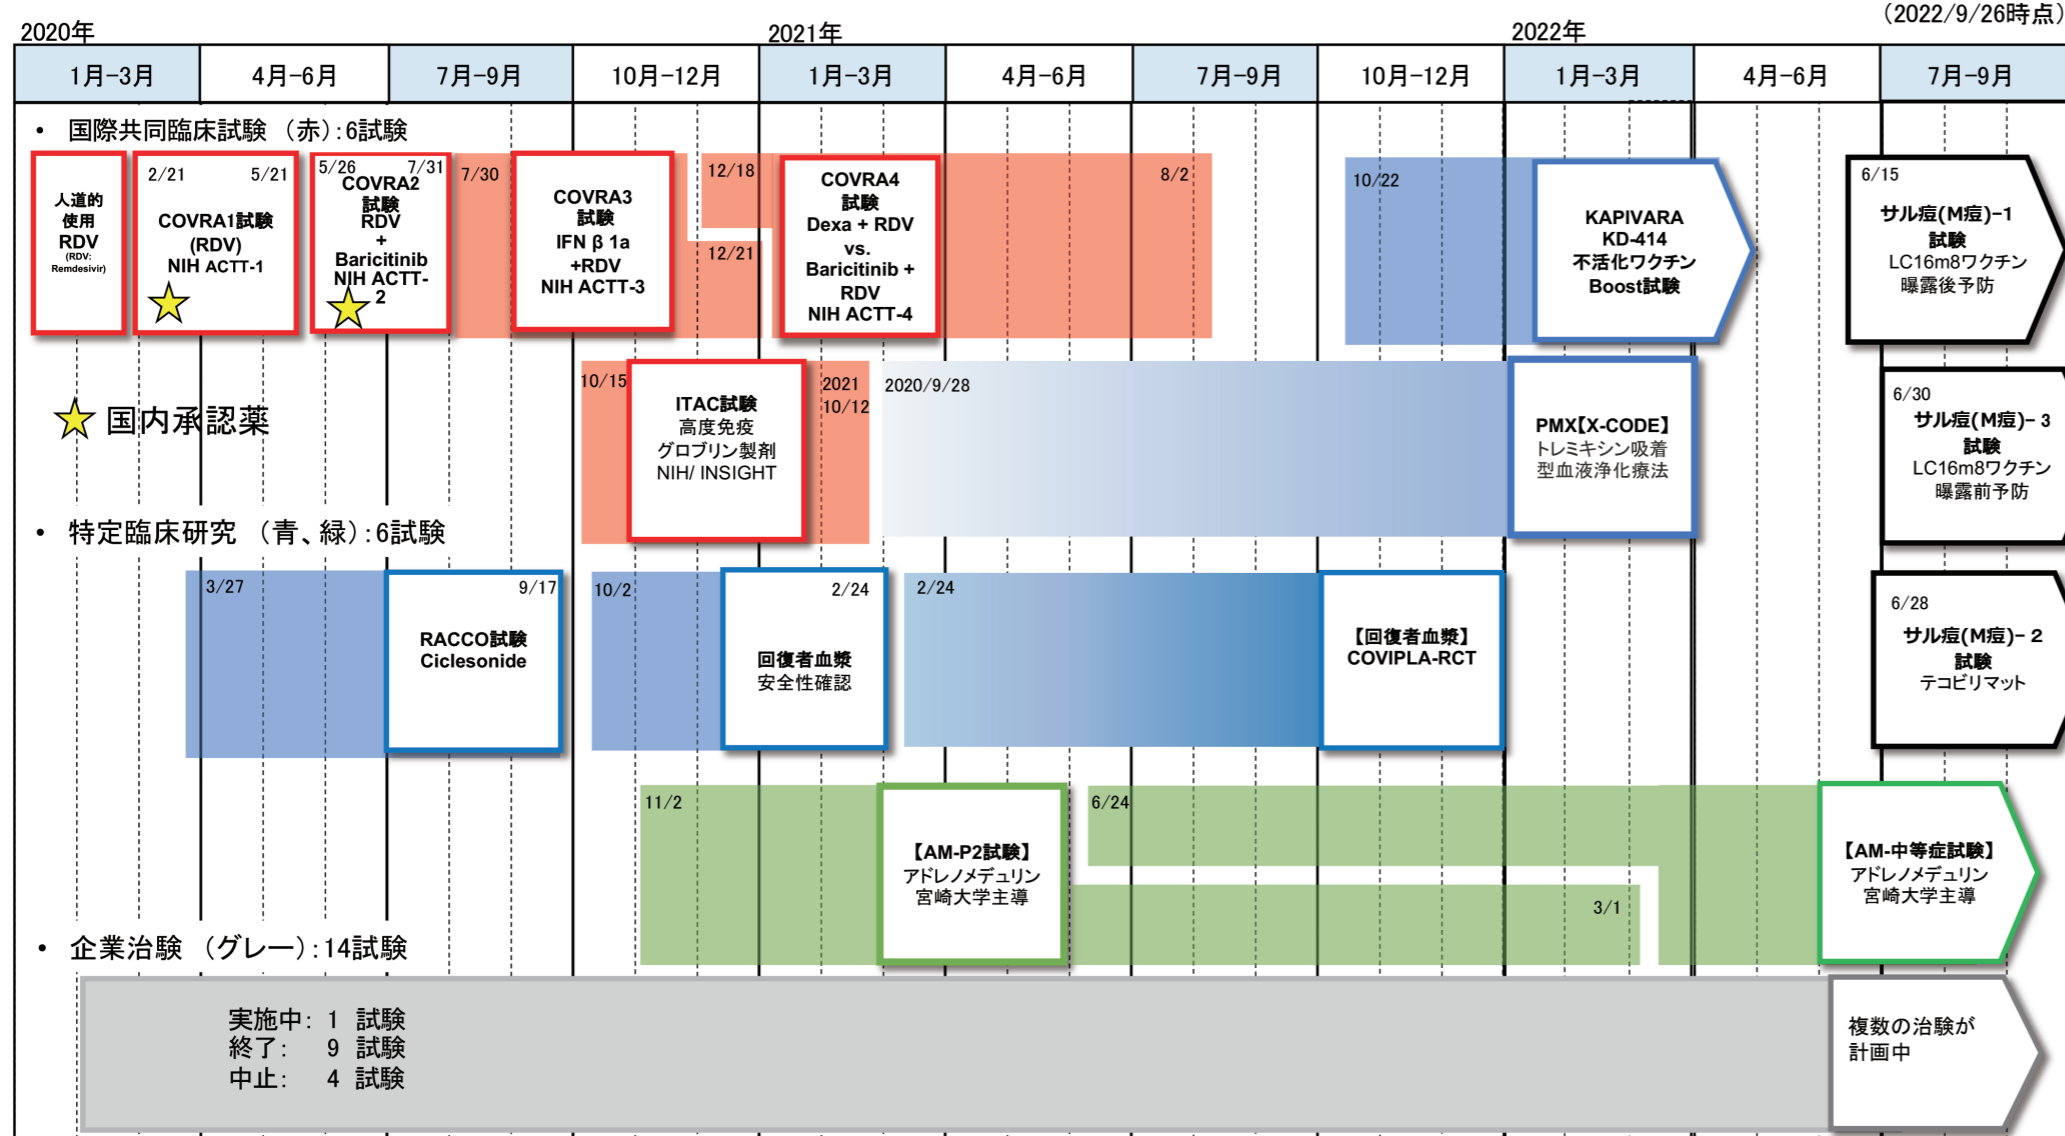 (2022/9/26時点)
2020年
2021年
2022年
1月-3月
4月-6月
7月-9月
10月-12月
1月-3月
4月-6月
7月-9月
10月-12月
1月-3月
4月-6月
7月-9月
• 国際共同臨床試験 (赤):6試験
人道的
使用
RDV
(RDV:
Remdesivir)
2/21
5/21
COVRA1試験
(RDV)
NIH ACTT-1
5/26
7/31
COVRA2
試験
RDV
+
Baricitinib
NIH ACTT-
2
7/30
COVRA3
試験
IFN β 1a
+RDV
NIH ACTT-3
12/18
12/21
COVRA4
試験
Dexa + RDV
vs.
Baricitinib +
RDV
NIH ACTT-4
8/2
10/22
KAPIVARA
KD-414
不活化ワクチン
Boost試験
6/15
サル痘(M痘)-1
試験
LC16m8ワクチン
曝露後予防
国内承認薬
10/15
ITAC試験
高度免疫
グロブリン製剤
NIH/ INSIGHT
2021
10/12
2020/9/28
PMX【X-CODE】
トレミキシン吸着
型血液浄化療法
6/30
サル痘(M痘)- 3
試験
LC16m8ワクチン
曝露前予防
• 特定臨床研究 (青、緑):6試験
3/27
9/17
RACCO試験
Ciclesonide
10/2
2/24
回復者血漿
安全性確認
2/24
【回復者血漿】
COVIPLA-RCT
6/28
サル痘(M痘)- 2
試験
テコビリマット
11/2
【AM-P2試験】
アドレノメデュリン
宮崎大学主導
6/24
3/1
【AM-中等症試験】
アドレノメデュリン
宮崎大学主導
• 企業治験 (グレー):14試験
実施中: 1 試験
終了: 9 試験
中止: 4 試験
複数の治験が
計画中